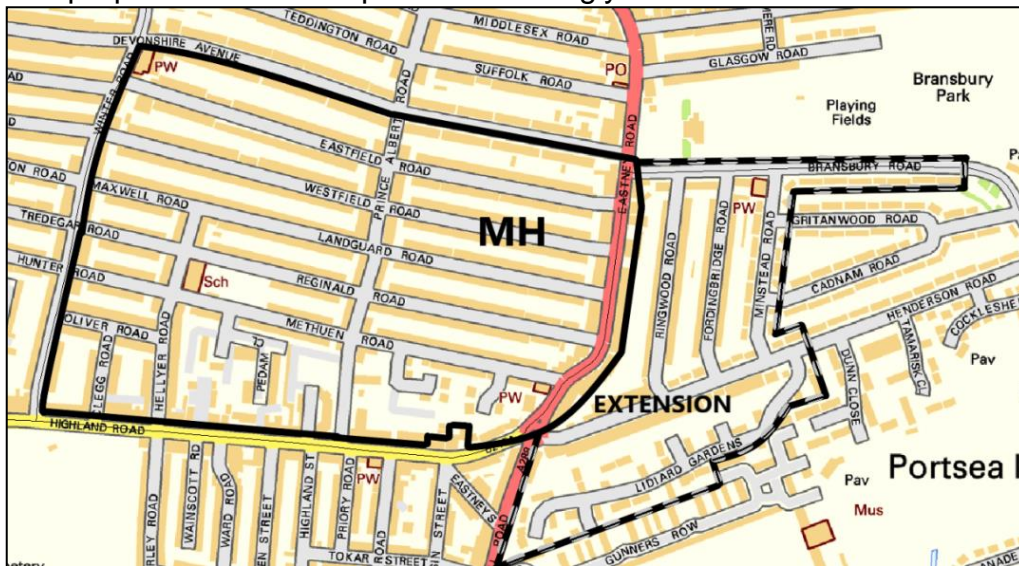 TEDDINGTON ROAD
MIDDLESEX ROAD
DEVONSHIRE AVENUE
GLASGOW ROAD
PW
SUFFOLK ROAD
PO
Bransbury
Park
WINTER ROAD
PRINCE ALBERT ROAD
EASTNEY ROAD
Playing
Fields
EASTFIELD ROAD
BRANSBURY ROAD
WESTFIELD ROAD
MAXWELL ROAD
PW
MH
GRITANWOOD ROAD
TREDEGAR ROAD
LANDGUARD ROAD
RINGWOOD ROAD
FORDINGBRIDGE ROAD
MINSTEAD ROAD
CADNAM ROAD
HUNTER ROAD
Sch
REGINALD ROAD
HENDERSON ROAD
OLIVER ROAD
METHUEN ROAD
CLEGG ROAD
HELLYER ROAD
PEDAM
DUNN CLOSE
TAMARISK CL
COCKLESHE
Pav
PW
EXTENSION
HIGHLAND ROAD
A288
LIDIARD GARDENS
Portsea I
Pav
PW
Mus
WAINSCOTT RD
WARD ROAD
HIGHLAND ST
PRIORY ROAD
EASTNEY S
ROAD
GUNNERS ROW
TOKAR STREET